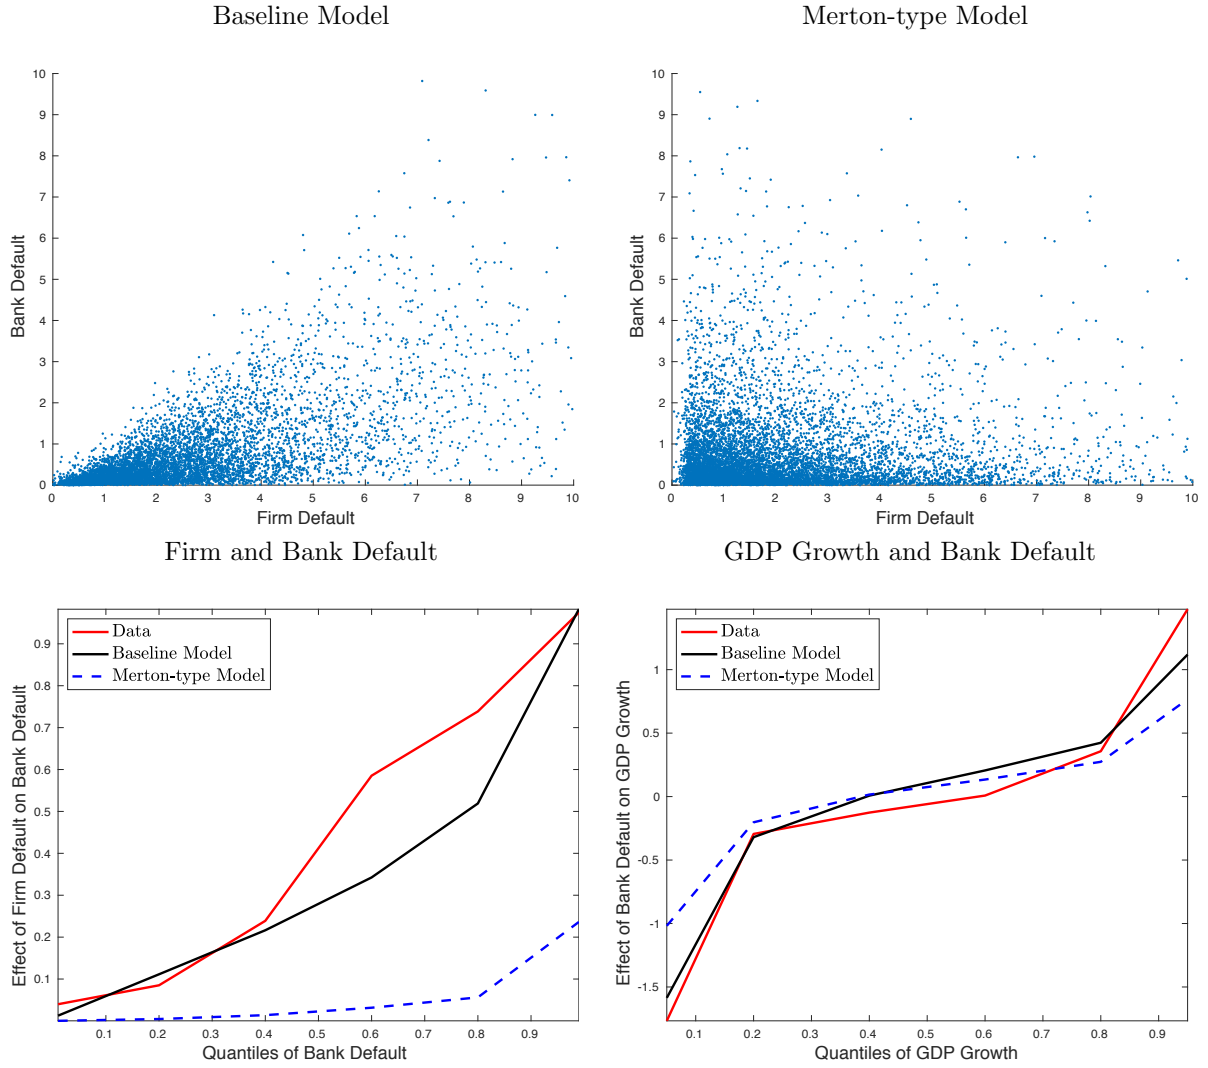 Baseline Model
Merton-type Model
10
9
8
7
6
5
4
3
2
1
0
Bank Default
0 1 2 3 4 5 6 7 8 9 10
Firm Default
10
9
8
7
6
5
4
3
2
1
0
Bank Default
0 1 2 3 4 5 6 7 8 9 10
Firm Default
Firm and Bank Default
GDP Growth and Bank Default
Data
Baseline Model
Merton-type Model
0.9
0.8
0.7
0.6
0.5
0.4
0.3
0.2
0.1
Effect of Firm Default on Bank Default
0.1 0.2 0.3 0.4 0.5 0.6 0.7 0.8 0.9
Quantiles of Bank Default
Data
Baseline Model
Merton-type Model
1
0.5
0
-0.5
-1
-1.5
Effect of Bank Default on GDP Growth
0.1 0.2 0.3 0.4 0.5 0.6 0.7 0.8 0.9
Quantiles of GDP Growth